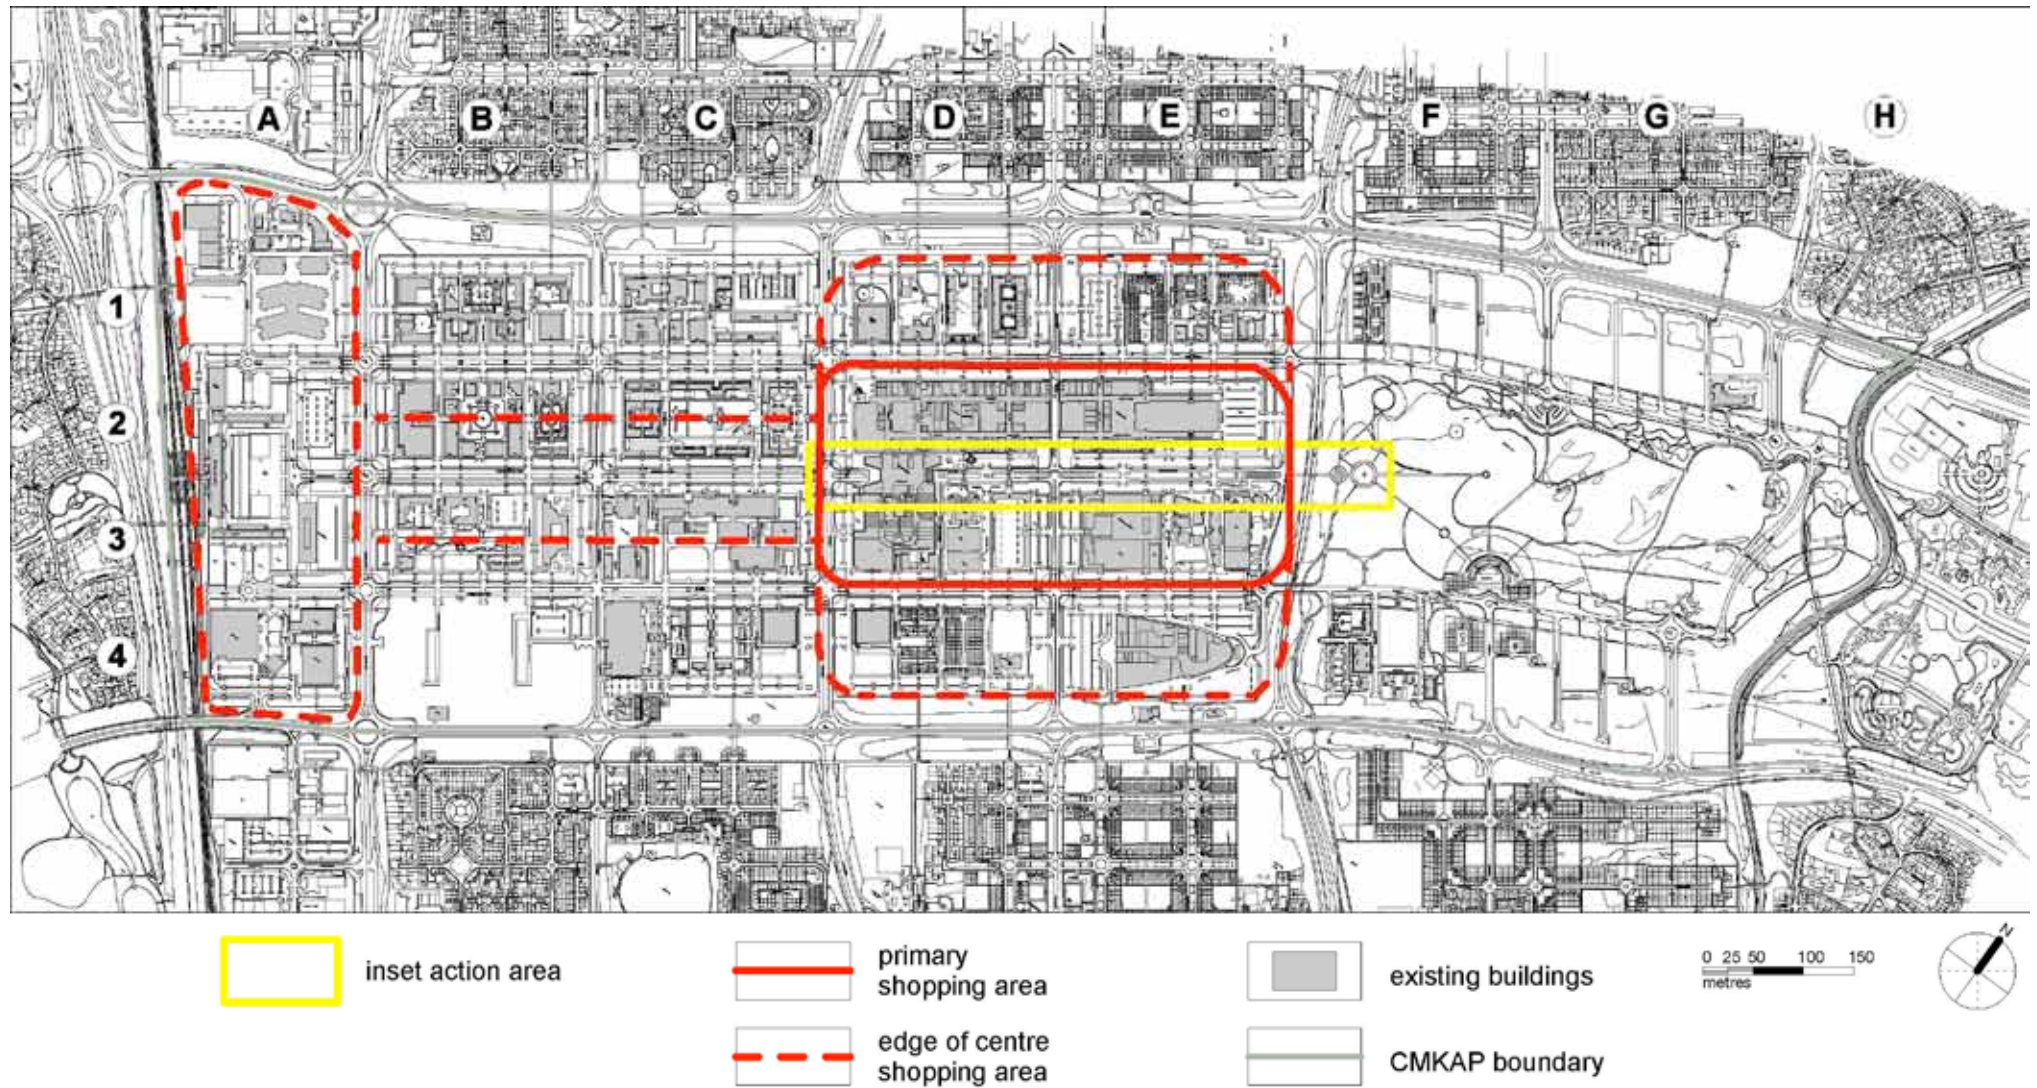 A B C D E F G H
1
2
3
4
inset action area
primary
shopping area
edge of centre
shopping area
existing buildings
CMKAP boundary
0 25 50 100 150
metres
N